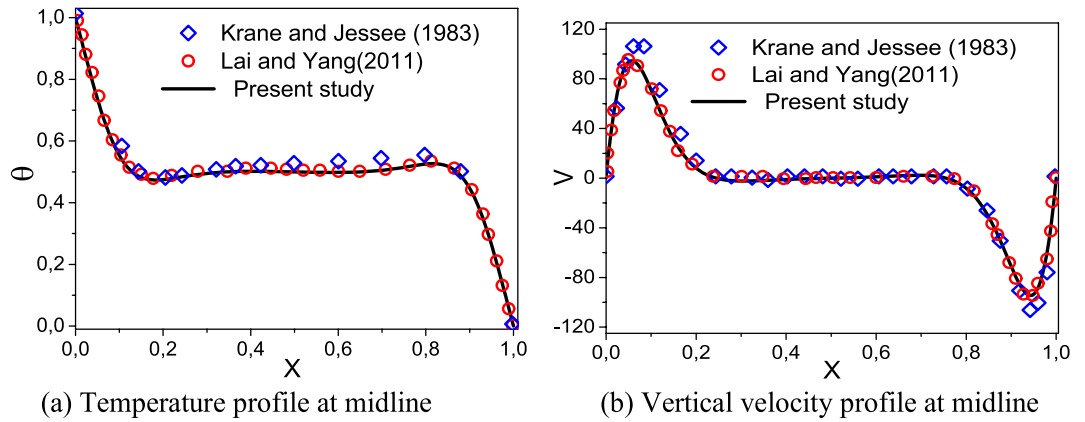 Krane and Jessee (1983)
Lai and Yang(2011)
Present study
1,0
0,8
0,6
0,4
0,2
0,0
θ
0,0 0,2 0,4 0,6 0,8 1,0
X
(a) Temperature profile at midline
Krane and Jessee (1983)
Lai and Yang(2011)
Present study
120
80
40
0
-40
-80
-120
V
0,0 0,2 0,4 0,6 0,8 1,0
X
(b) Vertical velocity profile at midline